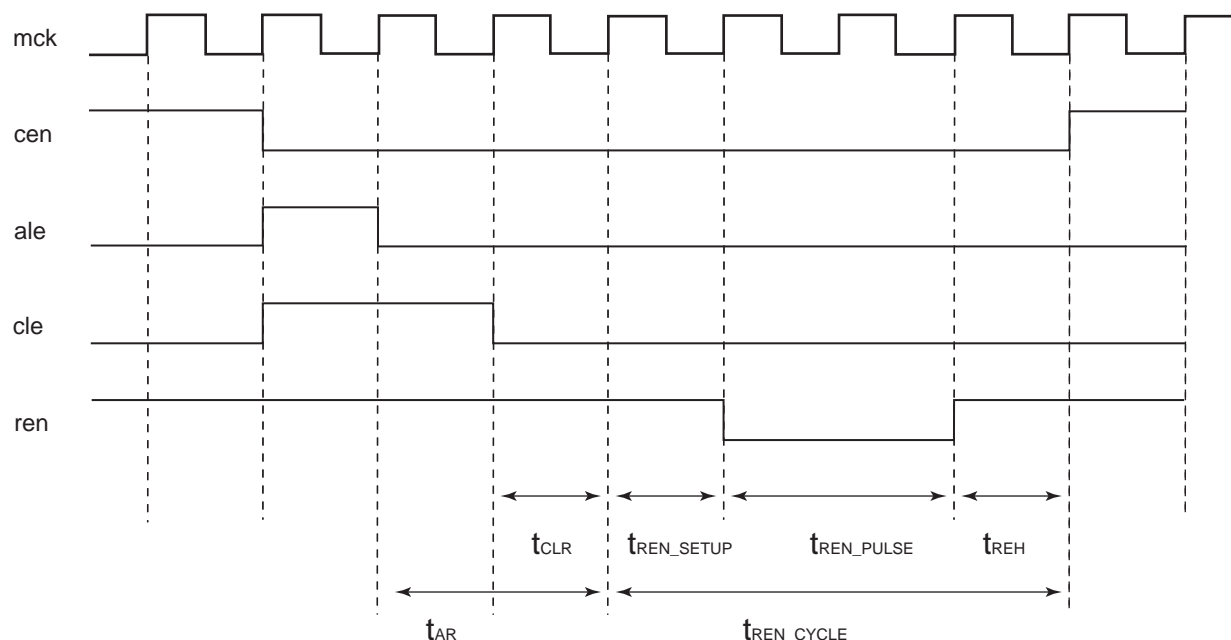 mck
cen
ale
cle
ren
tCLR
tREN_SETUP
tREN_PULSE
tREH
tAR
tREN_CYCLE